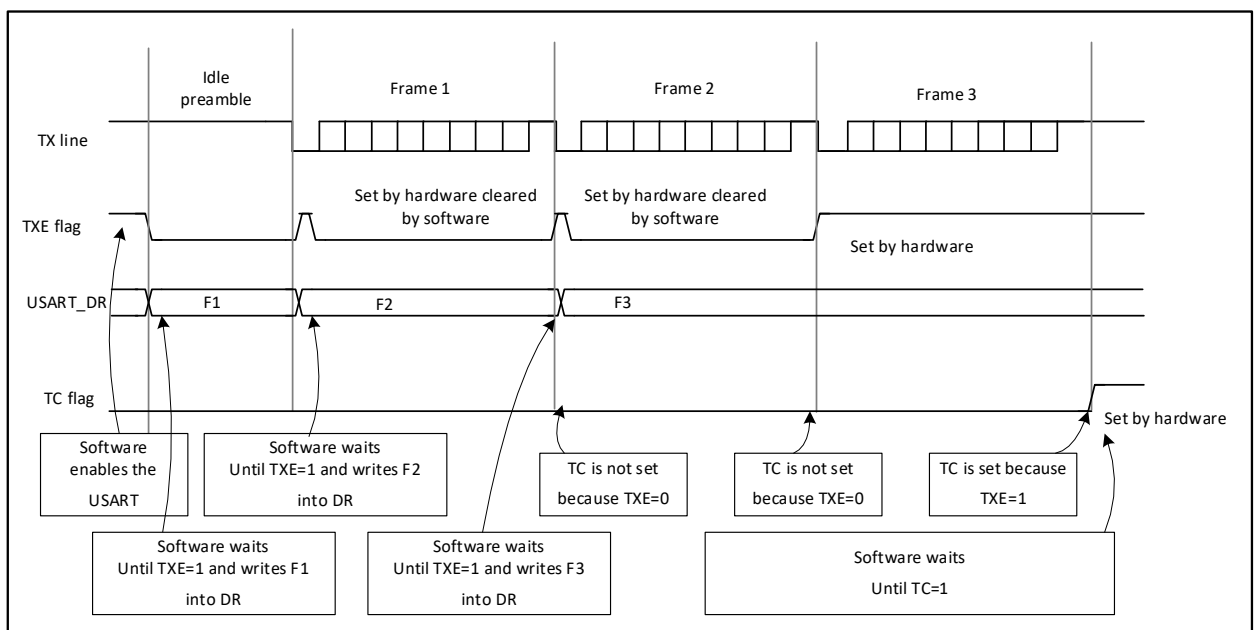 Idle
preamble
Frame 1
Frame 2
Frame 3
TX line
Set by hardware cleared
by software
Set by hardware cleared
by software
TXE flag
Set by hardware
USART_DR
F1
F2
F3
TC flag
Set by hardware
Software
enables the
USART
Software waits
Until TXE=1 and writes F2
into DR
TC is not set
because TXE=0
TC is not set
because TXE=0
TC is set because
TXE=1
Software waits
Until TXE=1 and writes F1
into DR
Software waits
Until TXE=1 and writes F3
into DR
Software waits
Until TC=1